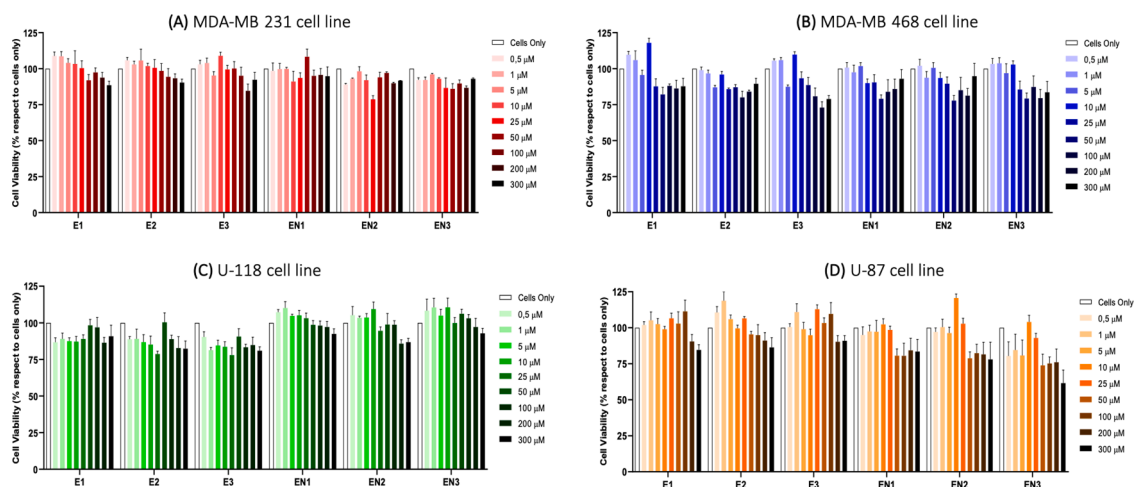 (A) MDA-MB 231 cell line
Cell Viability (% respect to cells only)
125
100
75
50
25
0
E1 E2 E3 EN1 EN2 EN3
Cells Only
0,5 µM
1 µM
5 µM
10 µM
25 µM
50 µM
100 µM
200 µM
300 µM
(B) MDA-MB 468 cell line
Cell Viability (% respect to cells only)
125
100
75
50
25
0
E1 E2 E3 EN1 EN2 EN3
Cells Only
0,5 µM
1 µM
5 µM
10 µM
25 µM
50 µM
100 µM
200 µM
300 µM
(C) U-118 cell line
Cell Viability (% respect to cells only)
125
100
75
50
25
0
E1 E2 E3 EN1 EN2 EN3
Cells Only
0,5 µM
1 µM
5 µM
10 µM
25 µM
50 µM
100 µM
200 µM
300 µM
(D) U-87 cell line
Cell Viability (% respect to cells only)
125
100
75
50
25
0
E1 E2 E3 EN1 EN2 EN3
Cells Only
0,5 µM
1 µM
5 µM
10 µM
25 µM
50 µM
100 µM
200 µM
300 µM